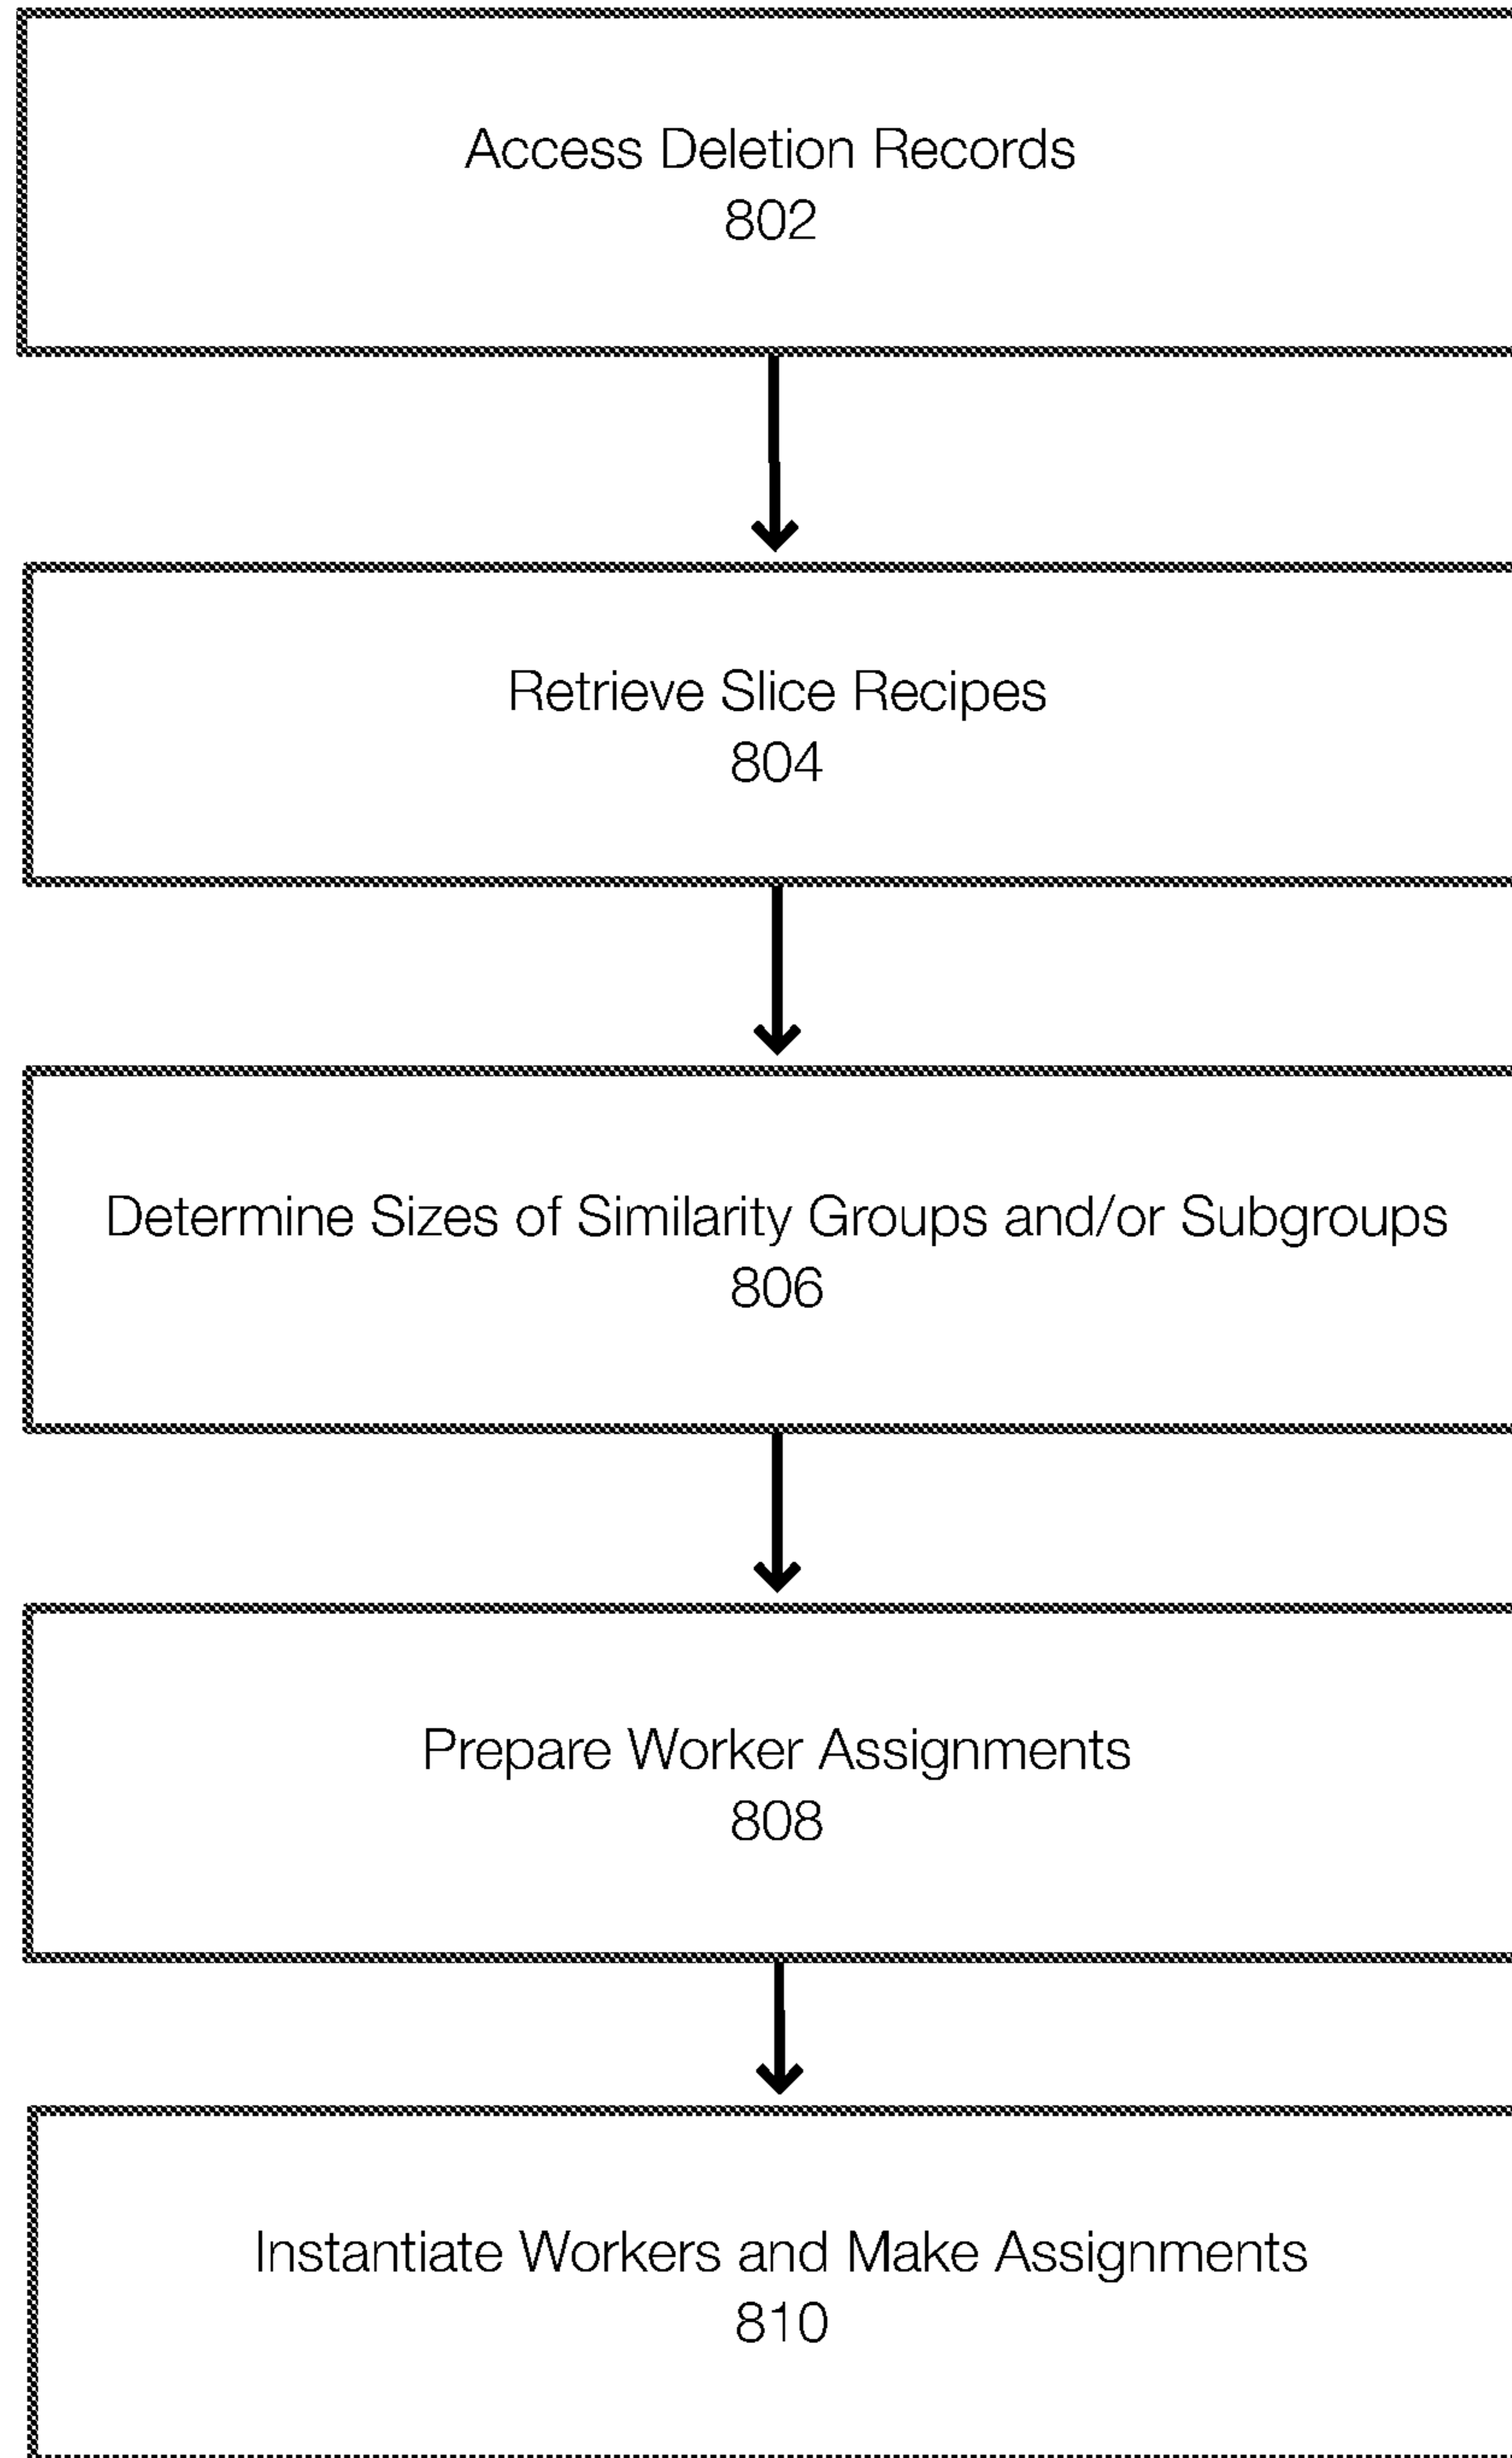 Access Deletion Records
802
Retrieve Slice Recipes
804
Determine Sizes of Similarity Groups and/or Subgroups
806
Prepare Worker Assignments
808
Instantiate Workers and Make Assignments
810